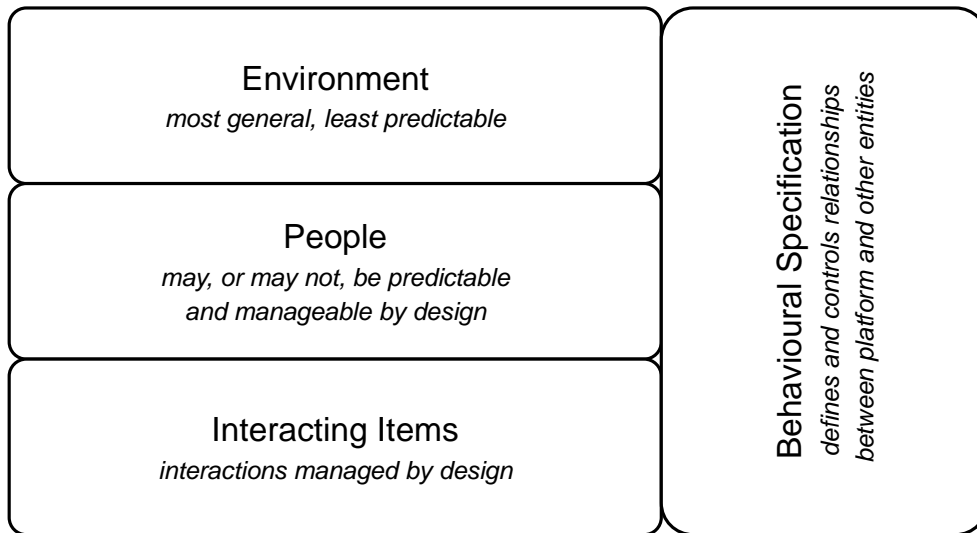 Environment
most general, least predictable
People
may, or may not, be predictable
and manageable by design
Interacting Items
interactions managed by design
Behavioural Specification
defines and controls relationships
between platform and other entities